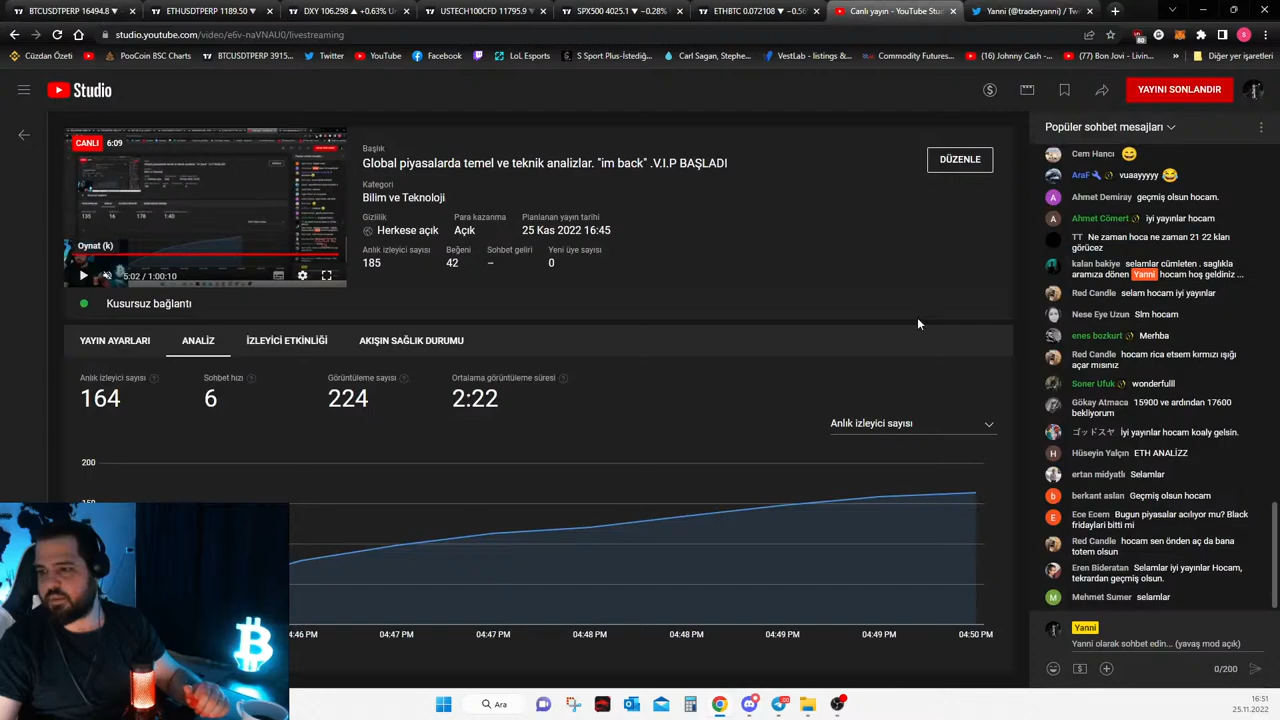 BTCUSDTPERP 16494.8
ETHUSDTPERP 1189.50
DXY 106.298 ▲ +0.63% Ur
USTECH100CFD 11795.9
SPX500 4025.1 ▼ −0.28%
ETHBTC 0.072108 ▼ −0.56
Canlı yayın - YouTube Stu
Yanni (@traderyanni) / Tw
studio.youtube.com/video/e6v-naVNAU0/livestreaming
Cüzdan Özeti
PooCoin BSC Charts
BTCUSDTPERP 3915...
Twitter
YouTube
Facebook
LoL Esports
S Sport Plus-İstediğ...
Carl Sagan, Stephe...
VestLab - listings &...
Commodity Futures...
(16) Johnny Cash -...
(77) Bon Jovi - Livin...
»
Diğer yer işaretleri
Studio
YAYINI SONLANDIR
CANLI 6:09
Oynat (k)
5:02 / 1:00:10
Başlık
Global piyasalarda temel ve teknik analizlar. "im back" .V.I.P BAŞLADI
DÜZENLE
Kategori
Bilim ve Teknoloji
Gizlilik
Herkese açık
Para kazanma
Açık
Planlanan yayın tarihi
25 Kas 2022 16:45
Anlık izleyici sayısı
185
42
–
Yeni üye sayısı
0
Kusursuz bağlantı
YAYIN AYARLARI
ANALİZ
İZLEYİCİ ETKİNLİĞİ
YAYIN DURUMU
Anlık izleyici sayısı
164
Sohbet hızı
6
Görüntüleme sayısı
224
Ortalama görüntüleme süresi
2:22
Anlık izleyici sayısı
200
04:47 PM
04:47 PM
04:48 PM
04:48 PM
04:49 PM
04:49 PM
04:50 PM
Popüler sohbet mesajları
Cem Hancı 😄
AraF🔧 vuaayyyyy 😂
Ahmet Demiray geçmiş olsun hocam.
Ahmet Cömert iyi yayınlar hocam
TT Ne zaman hoca ne zaman 21 22 kları
görücez
kalan bakiye selamlar cümleten . saglıkla
aramıza dönen Yanni hocam hoş geldiniz ...
Red Candle selam hocam iyi yayınlar
Nese Eye Uzun Slm hocam
enes bozkurt Merhba
Red Candle hocam rica etsem kırmızı ışığı
açar mısınız
Soner Ufuk wonderfulll
Gökay Atmaca 15900 ve ardından 17600
bekliyorum
ゴッドスヤ İyi yayınlar hocam koaly gelsin.
Hüseyin Yalçın ETH ANALİZZ
ertan midyatlı Selamlar
berkant aslan Geçmiş olsun hocam
Ece Ecem Bugun piyasalar acılıyor mu? Black
fridayleri bitti mi
Red Candle hocam sen önden aç da bana
totem olsun
Eren Bideratan Selamlar iyi yayınlar Hocam,
tekrardan geçmiş olsun.
Mehmet Sumer selamlar
Yanni
Yanni olarak sohbet edin... (yavaş mod açık)
0/200
Ara
16:51
25.11.2022